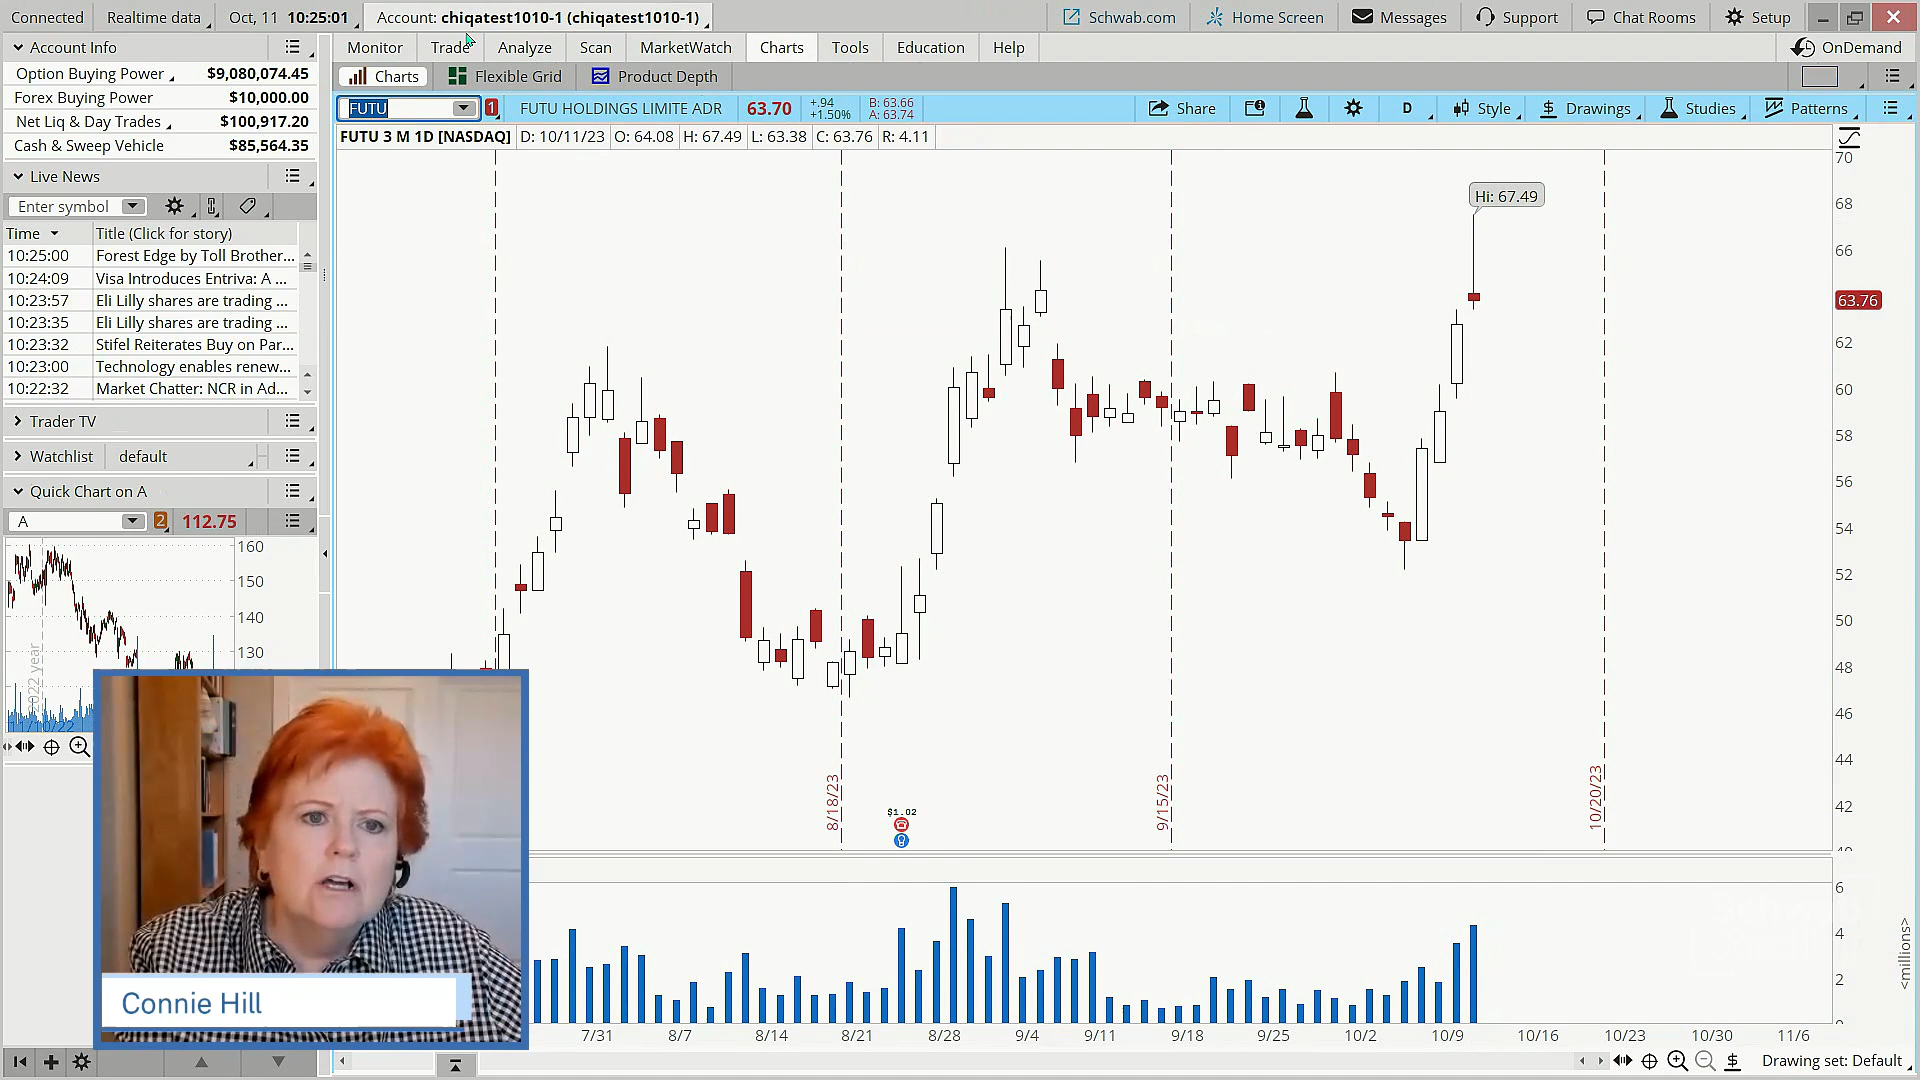 Connected
Realtime data
Oct, 11 10:25:01
Account: chiqatest1010-1 (chiqatest1010-1)
Schwab.com
Home Screen
Messages
Support
Chat Rooms
Setup
Account Info
Option Buying Power $9,080,074.45
Forex Buying Power $10,000.00
Net Liq & Day Trades $100,917.20
Cash & Sweep Vehicle $85,564.35
Live News
Enter symbol
Time Title (Click for story)
10:25:00 Forest Edge by Toll Brother...
10:24:09 Visa Introduces Entriva: A ...
10:23:57 Eli Lilly shares are trading ...
10:23:35 Eli Lilly shares are trading ...
10:23:32 Stifel Reiterates Buy on Par...
10:23:00 Technology enables renew...
10:22:32 Market Chatter: NCR in Ad...
Trader TV
Watchlist default
Quick Chart on A
A 2 112.75
160
150
140
130
2022 year
Monitor Trade Analyze Scan MarketWatch Charts Tools Education Help
OnDemand
Charts Flexible Grid Product Depth
FUTU 1 FUTU HOLDINGS LIMITE ADR 63.70 +.94 B: 63.66
+1.50% A: 63.74
Share D Style Drawings Studies Patterns
FUTU 3 M 1D [NASDAQ] D: 10/11/23 O: 64.08 H: 67.49 L: 63.38 C: 63.76 R: 4.11
Hi: 67.49
70
68
66
63.76
62
60
58
56
54
52
50
48
46
44
42
8/18/23
9/15/23
10/20/23
$1.02
6
4
2
<millions>
7/31 8/7 8/14 8/21 8/28 9/4 9/11 9/18 9/25 10/2 10/9 10/16 10/23 10/30 11/6
Drawing set: Default
Connie Hill